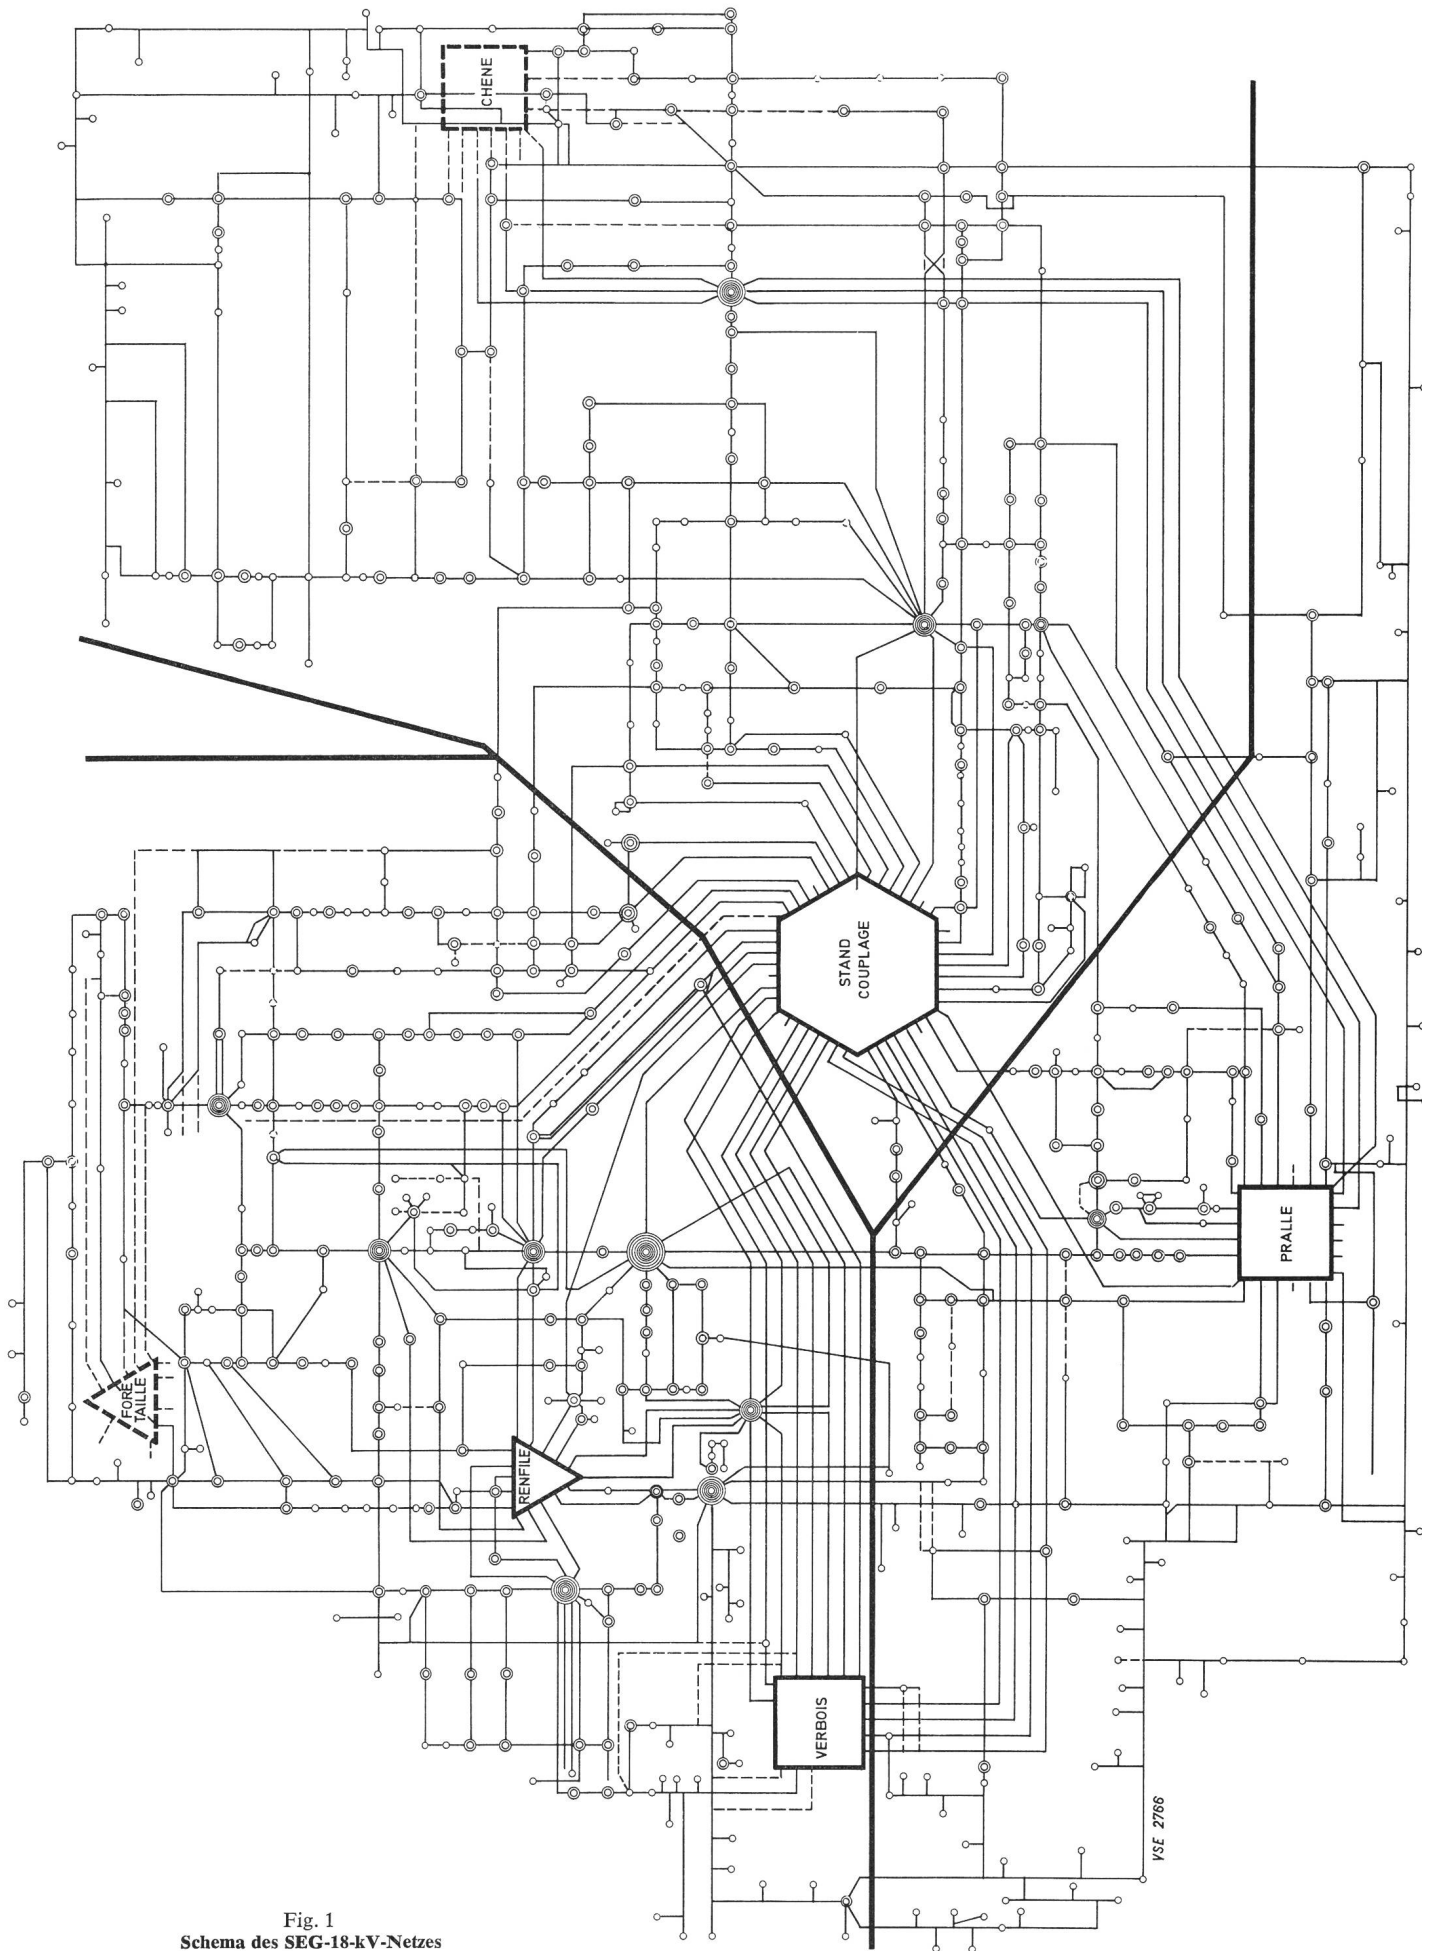 CHENE
STAND
COUPLAGE
PRALLE
FORE
TAILLE
RENFILE
VERBOIS
VSE 2766
Fig. 1
Schema des SEG-18-kV-Netzes